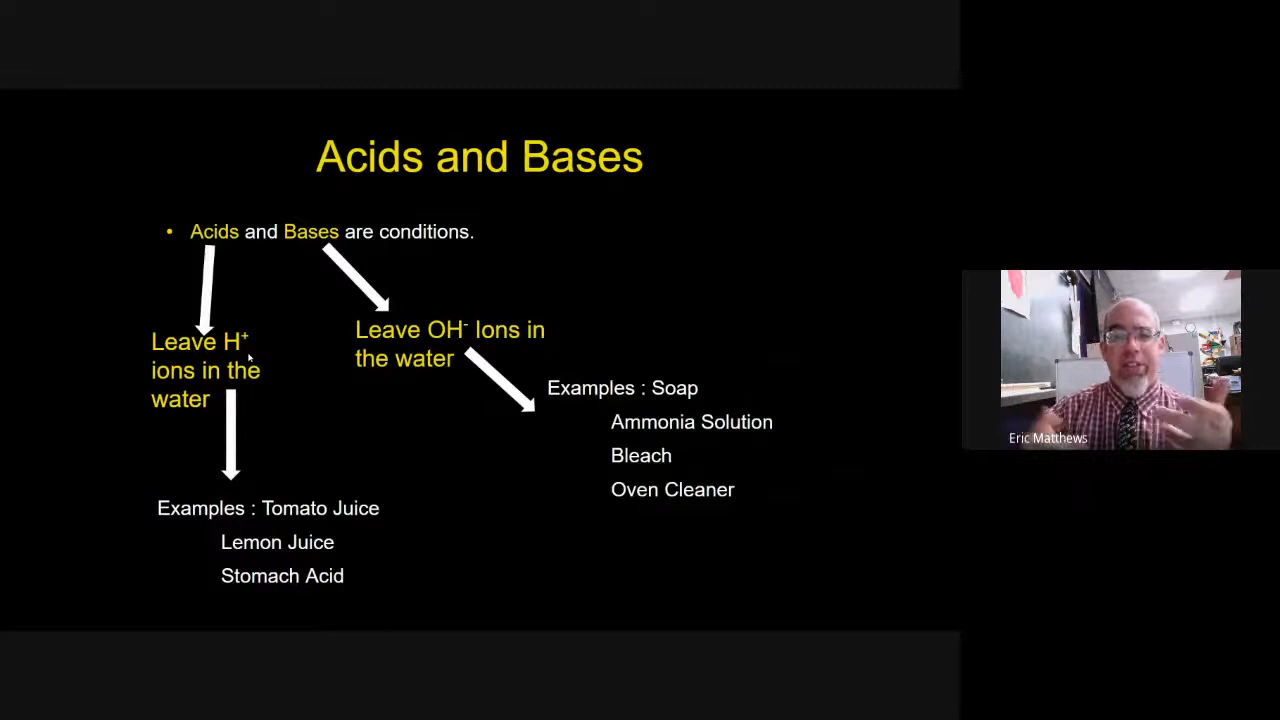 Acids and Bases
• Acids and Bases are conditions.
Leave H⁺
ions in the
water
Leave OH⁻ Ions in
the water
Examples : Soap
Ammonia Solution
Bleach
Oven Cleaner
Examples : Tomato Juice
Lemon Juice
Stomach Acid
Eric Matthews